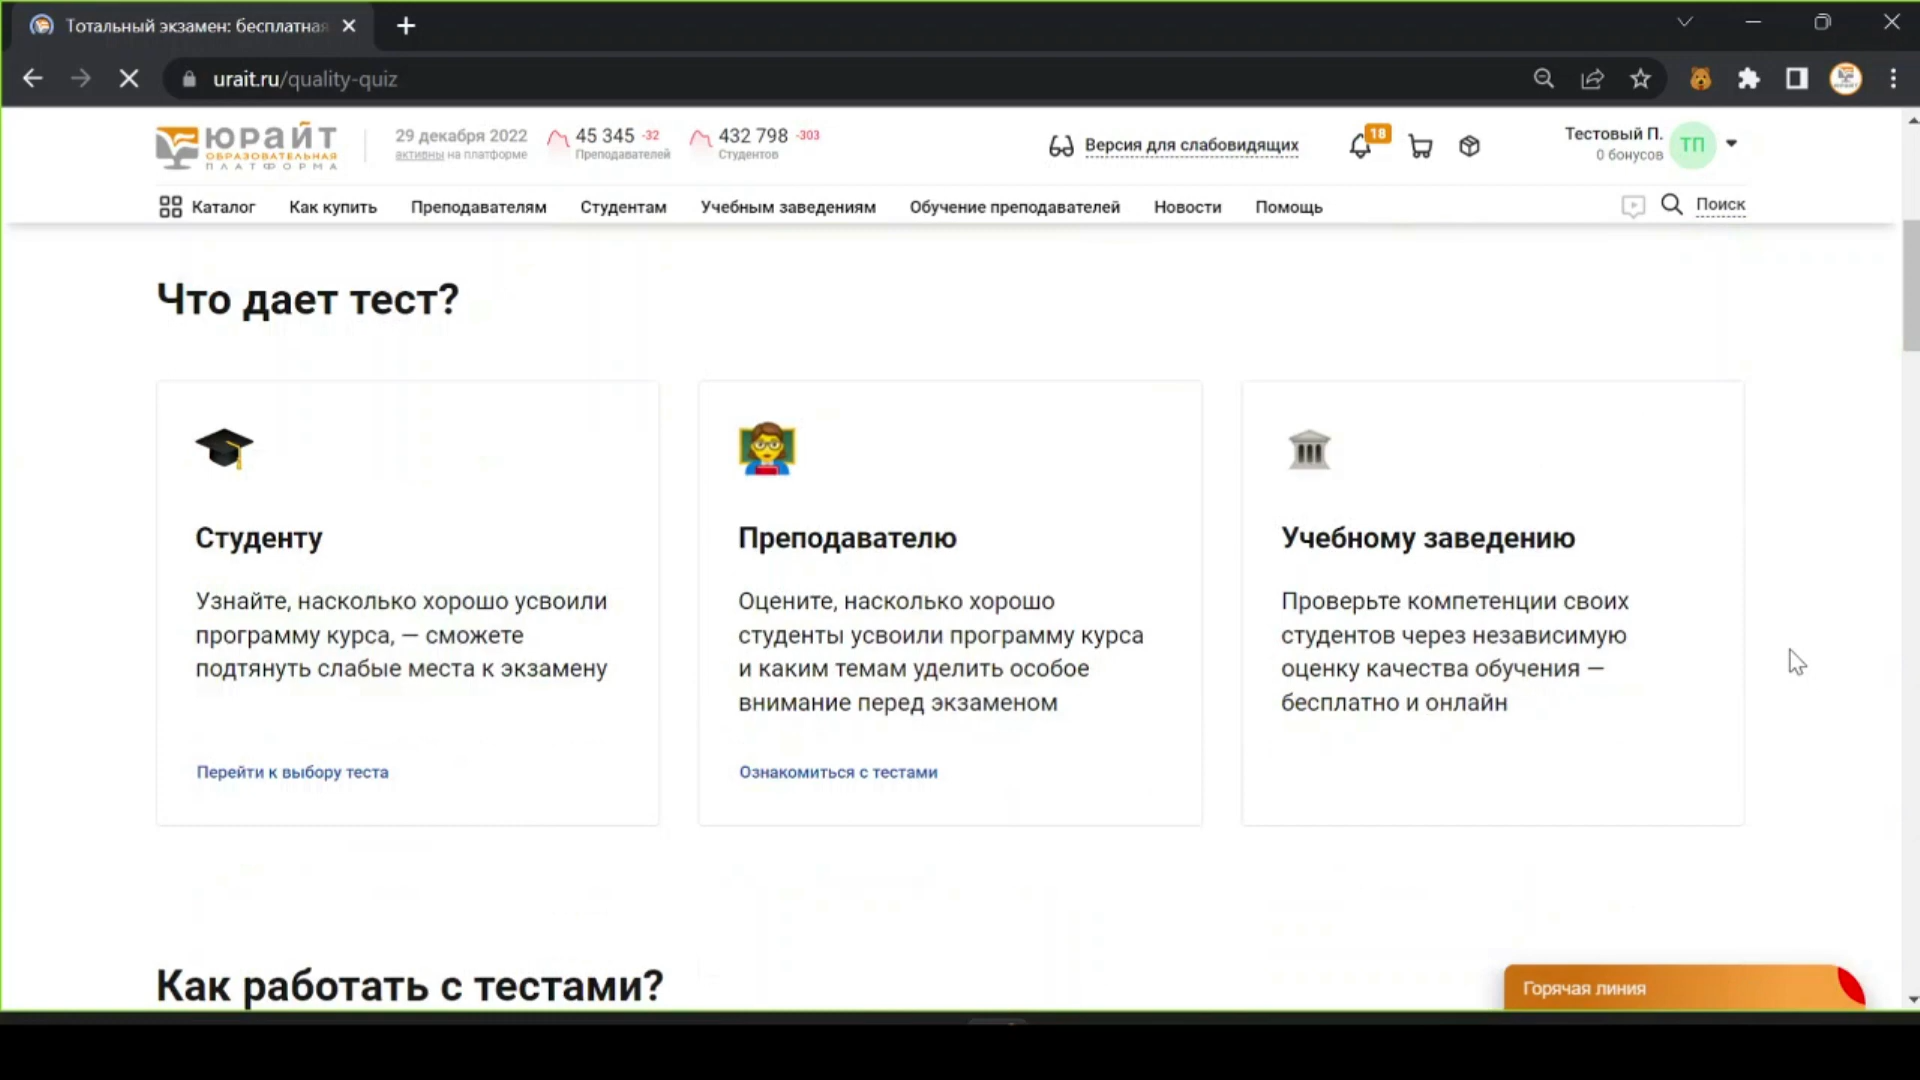 Тотальный экзамен: бесплатная
urait.ru/quality-quiz
ЮРАЙТ
ОБРАЗОВАТЕЛЬНАЯ
ПЛАТФОРМА
29 декабря 2022
активны на платформе
45 345 -32
Преподавателей
432 798 -303
Студентов
Версия для слабовидящих
18
Тестовый П.
0 бонусов
ТП
Каталог Как купить Преподавателям Студентам Учебным заведениям Обучение преподавателей Новости Помощь Поиск
Что дает тест?
Студенту
Узнайте, насколько хорошо усвоили
программу курса, — сможете
подтянуть слабые места к экзамену
Перейти к выбору теста
Преподавателю
Оцените, насколько хорошо
студенты усвоили программу курса
и каким темам уделить особое
внимание перед экзаменом
Ознакомиться с тестами
Учебному заведению
Проверьте компетенции своих
студентов через независимую
оценку качества обучения —
бесплатно и онлайн
Как работать с тестами?
Горячая линия